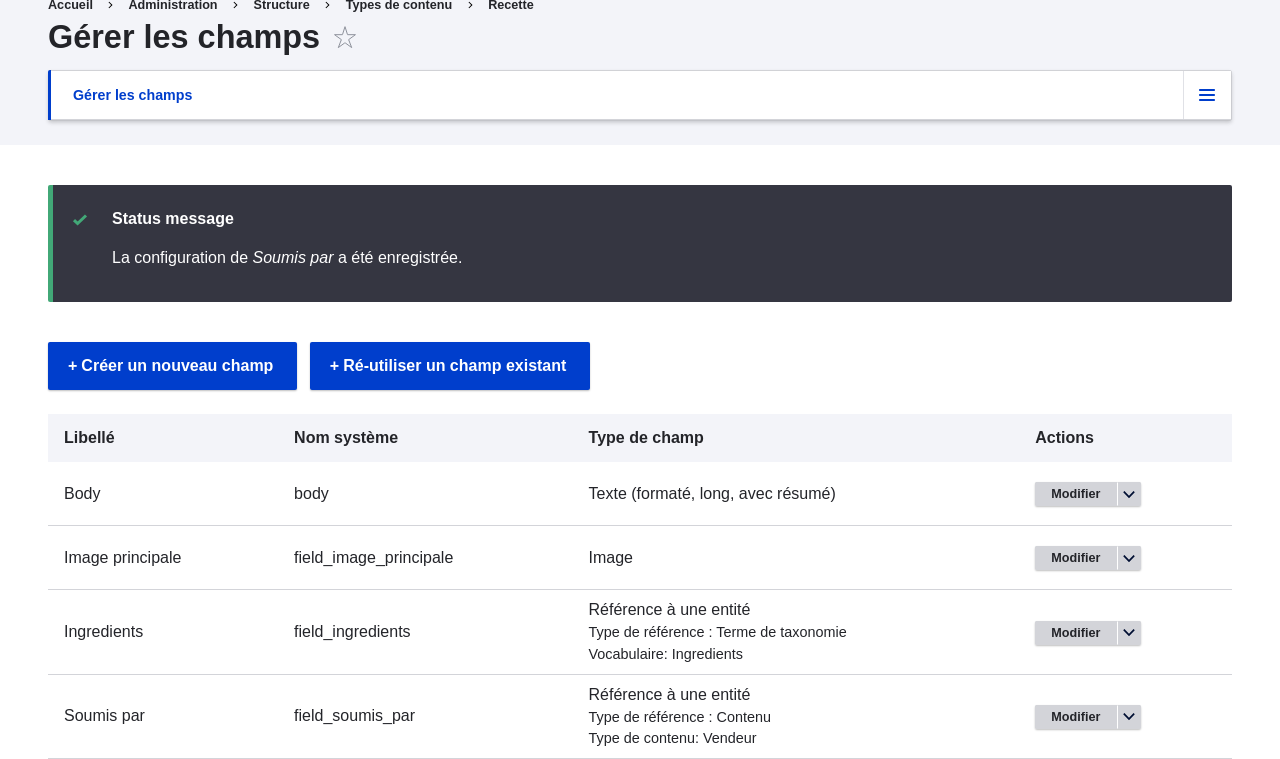 Accueil > Administration > Structure > Types de contenu > Recette
Gérer les champs
Gérer les champs
Status message
La configuration de Soumis par a été enregistrée.
+ Créer un nouveau champ + Ré-utiliser un champ existant
Libellé Nom système Type de champ Actions
Body body Texte (formaté, long, avec résumé) Modifier
Image principale field_image_principale Image Modifier
Ingredients field_ingredients Référence à une entité Modifier
Type de référence : Terme de taxonomie
Vocabulaire: Ingredients
Soumis par field_soumis_par Référence à une entité Modifier
Type de référence : Contenu
Type de contenu: Vendeur